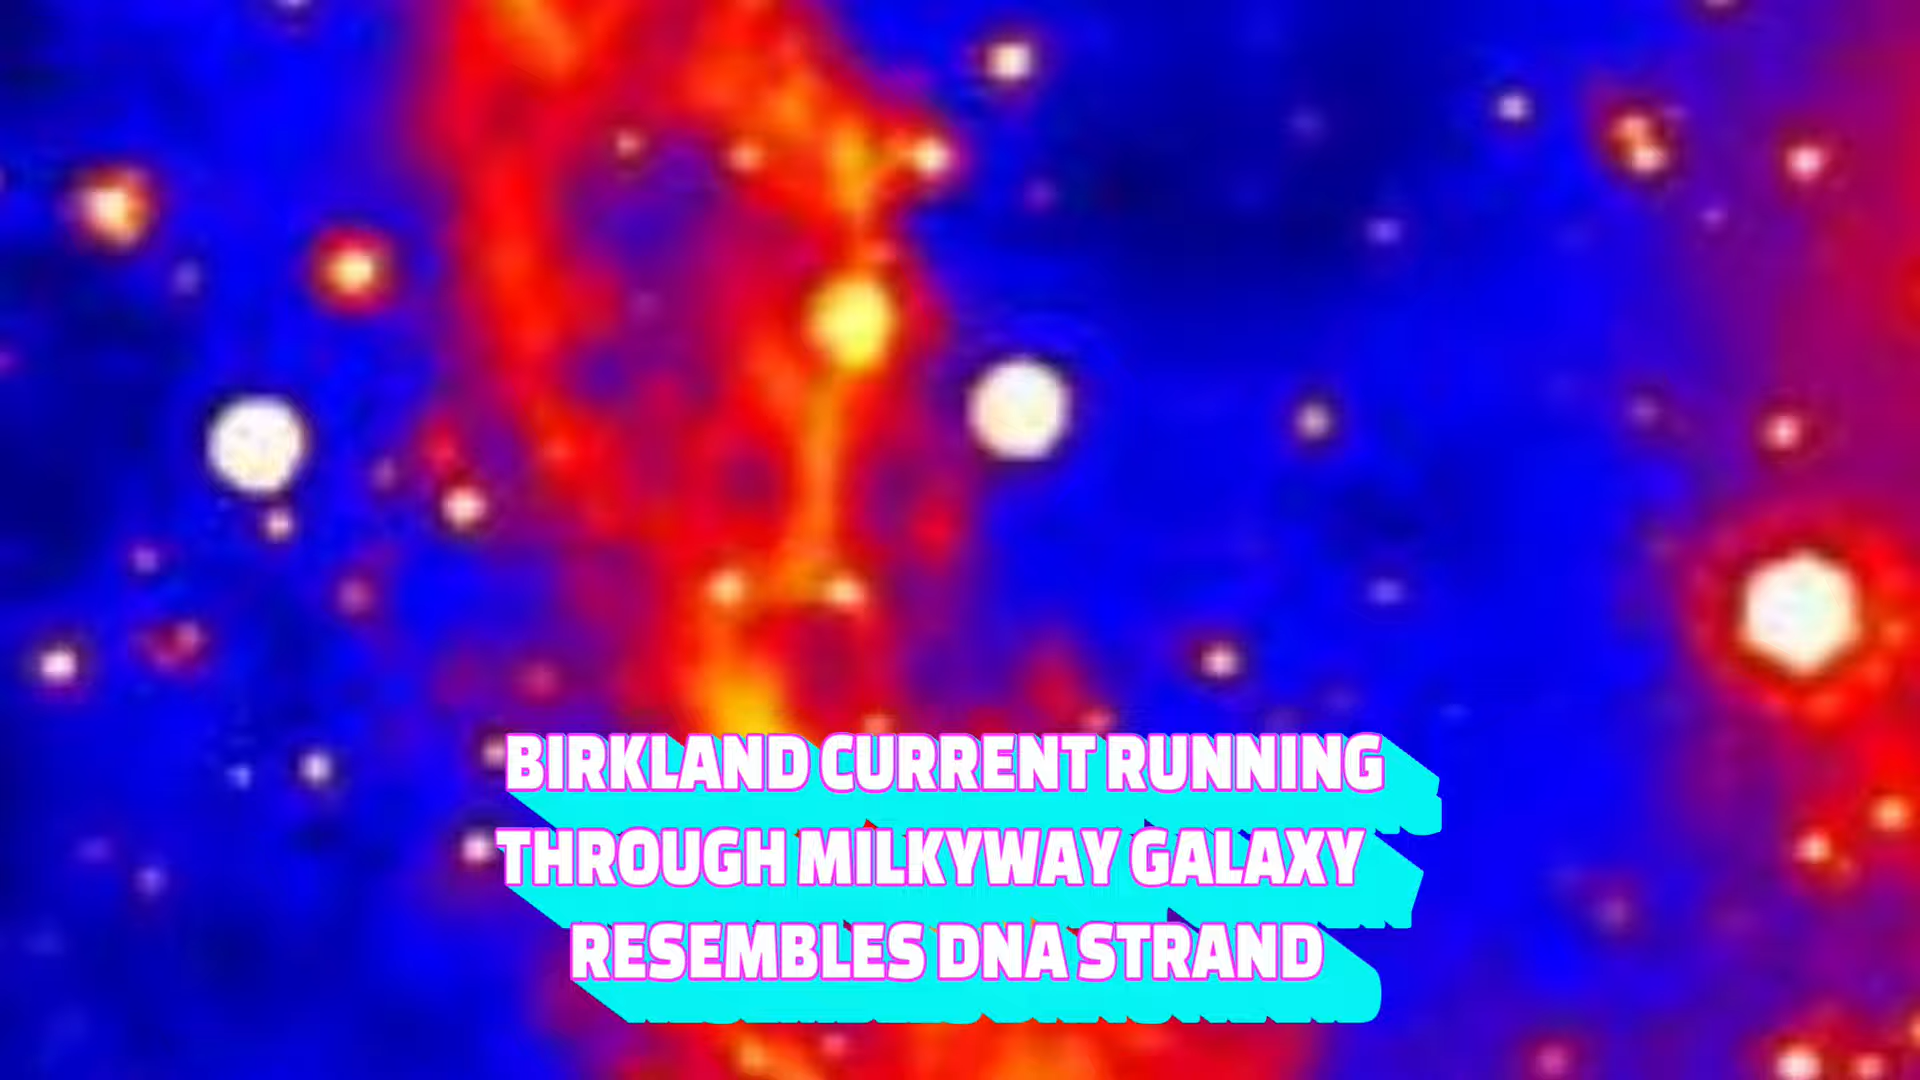 BIRKLAND CURRENT RUNNING
THROUGH MILKYWAY GALAXY
RESEMBLES DNA STRAND